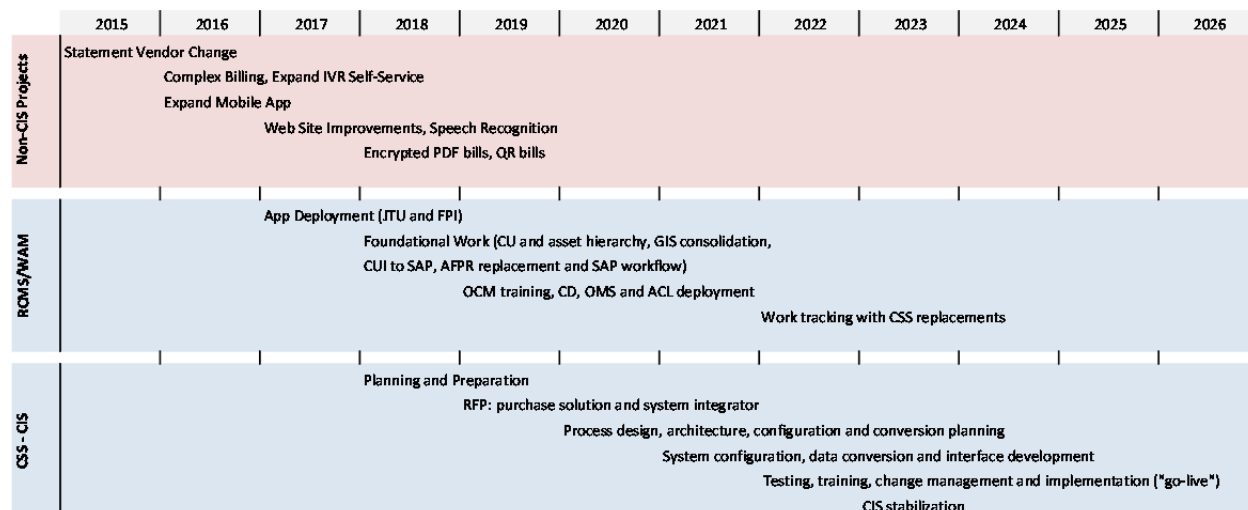 2015 2016 2017 2018 2019 2020 2021 2022 2023 2024 2025 2026
Non-CIS Projects
Statement Vendor Change
Complex Billing, Expand IVR Self-Service
Expand Mobile App
Web Site Improvements, Speech Recognition
Encrypted PDF bills, QR bills
RCMS/WAM
App Deployment (JTU and FPI)
Foundational Work (CU and asset hierarchy, GIS consolidation,
CUI to SAP, AFPR replacement and SAP workflow)
OCM training, CD, OMS and ACL deployment
Work tracking with CSS replacements
CSS - CIS
Planning and Preparation
RFP: purchase solution and system integrator
Process design, architecture, configuration and conversion planning
System configuration, data conversion and interface development
Testing, training, change management and implementation ("go-live")
CIS stabilization